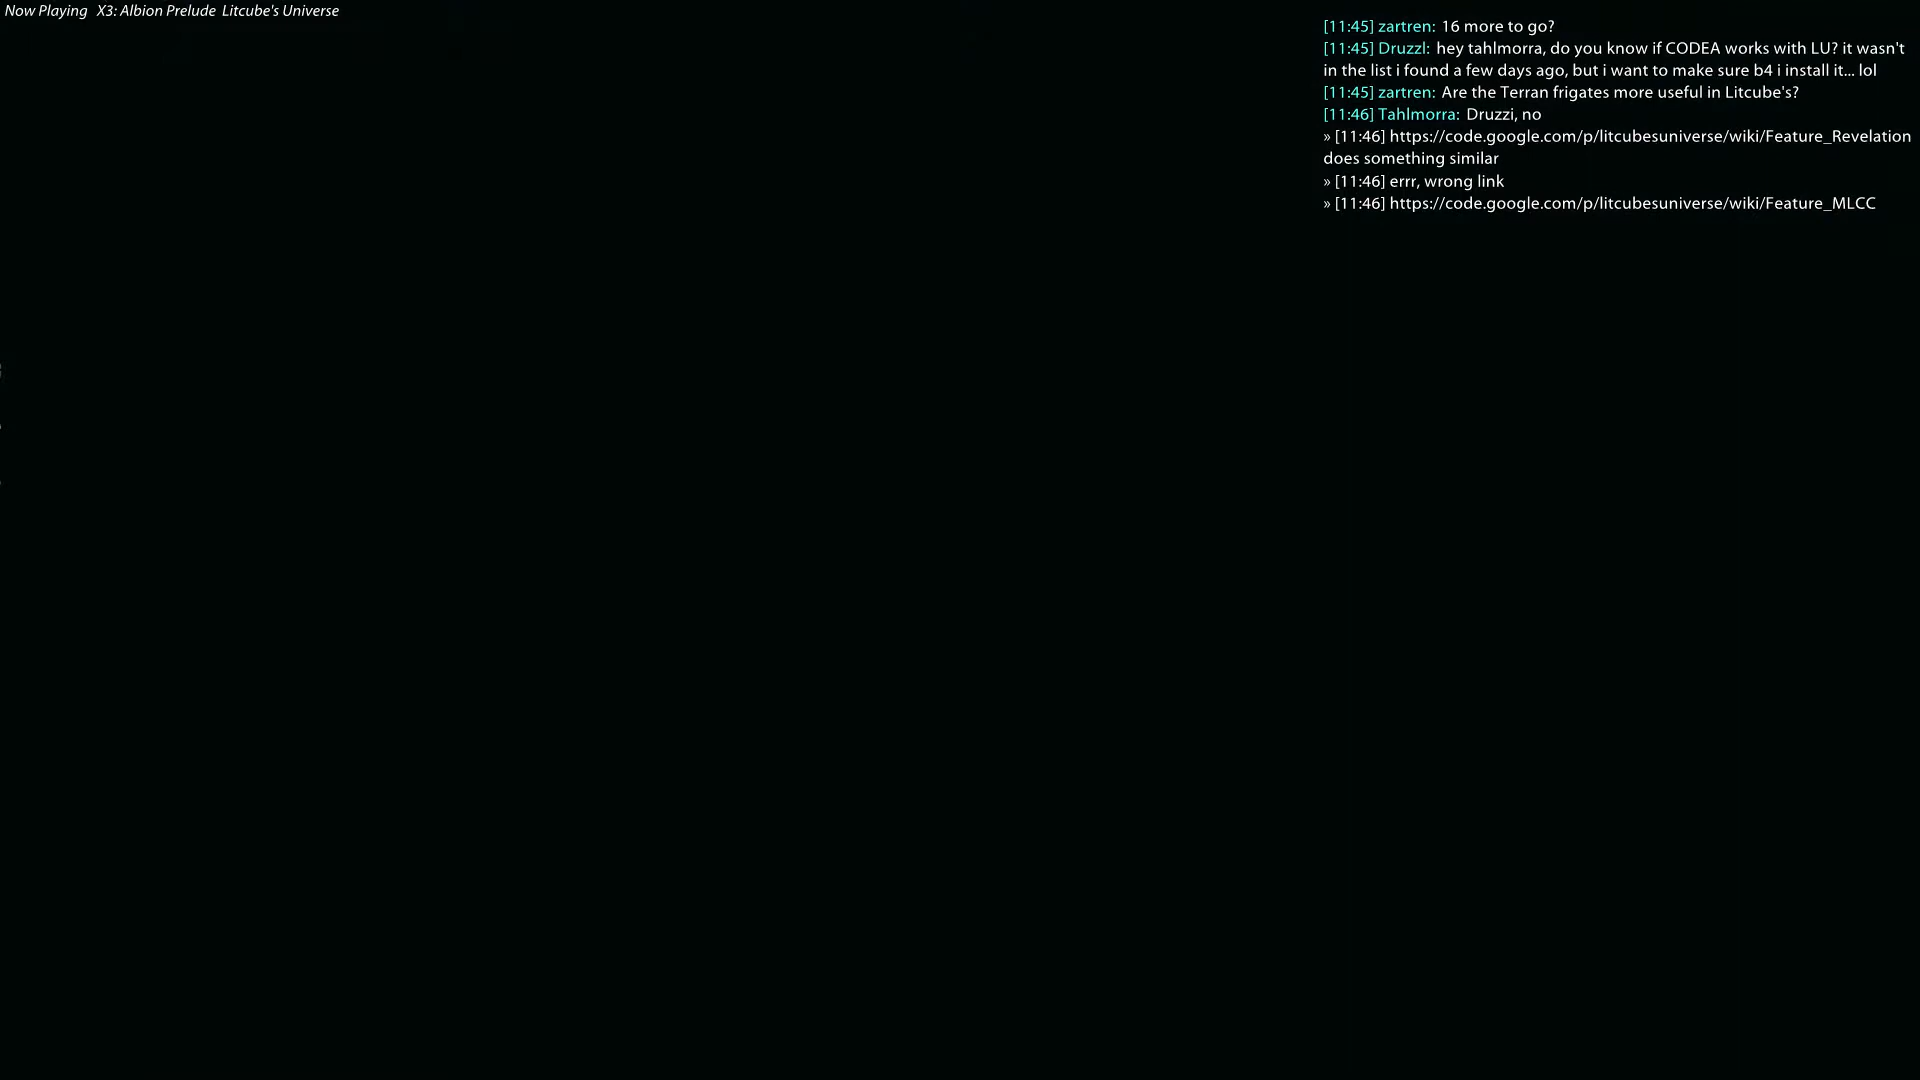 Now Playing  X3: Albion Prelude  Litcube's Universe
[11:45] zartren: 16 more to go?
[11:45] Druzzl: hey tahlmorra, do you know if CODEA works with LU? it wasn't
in the list i found a few days ago, but i want to make sure b4 i install it... lol
[11:45] zartren: Are the Terran frigates more useful in Litcube's?
[11:46] Tahlmorra: Druzzi, no
» [11:46] https://code.google.com/p/litcubesuniverse/wiki/Feature_Revelation
does something similar
» [11:46] errr, wrong link
» [11:46] https://code.google.com/p/litcubesuniverse/wiki/Feature_MLCC